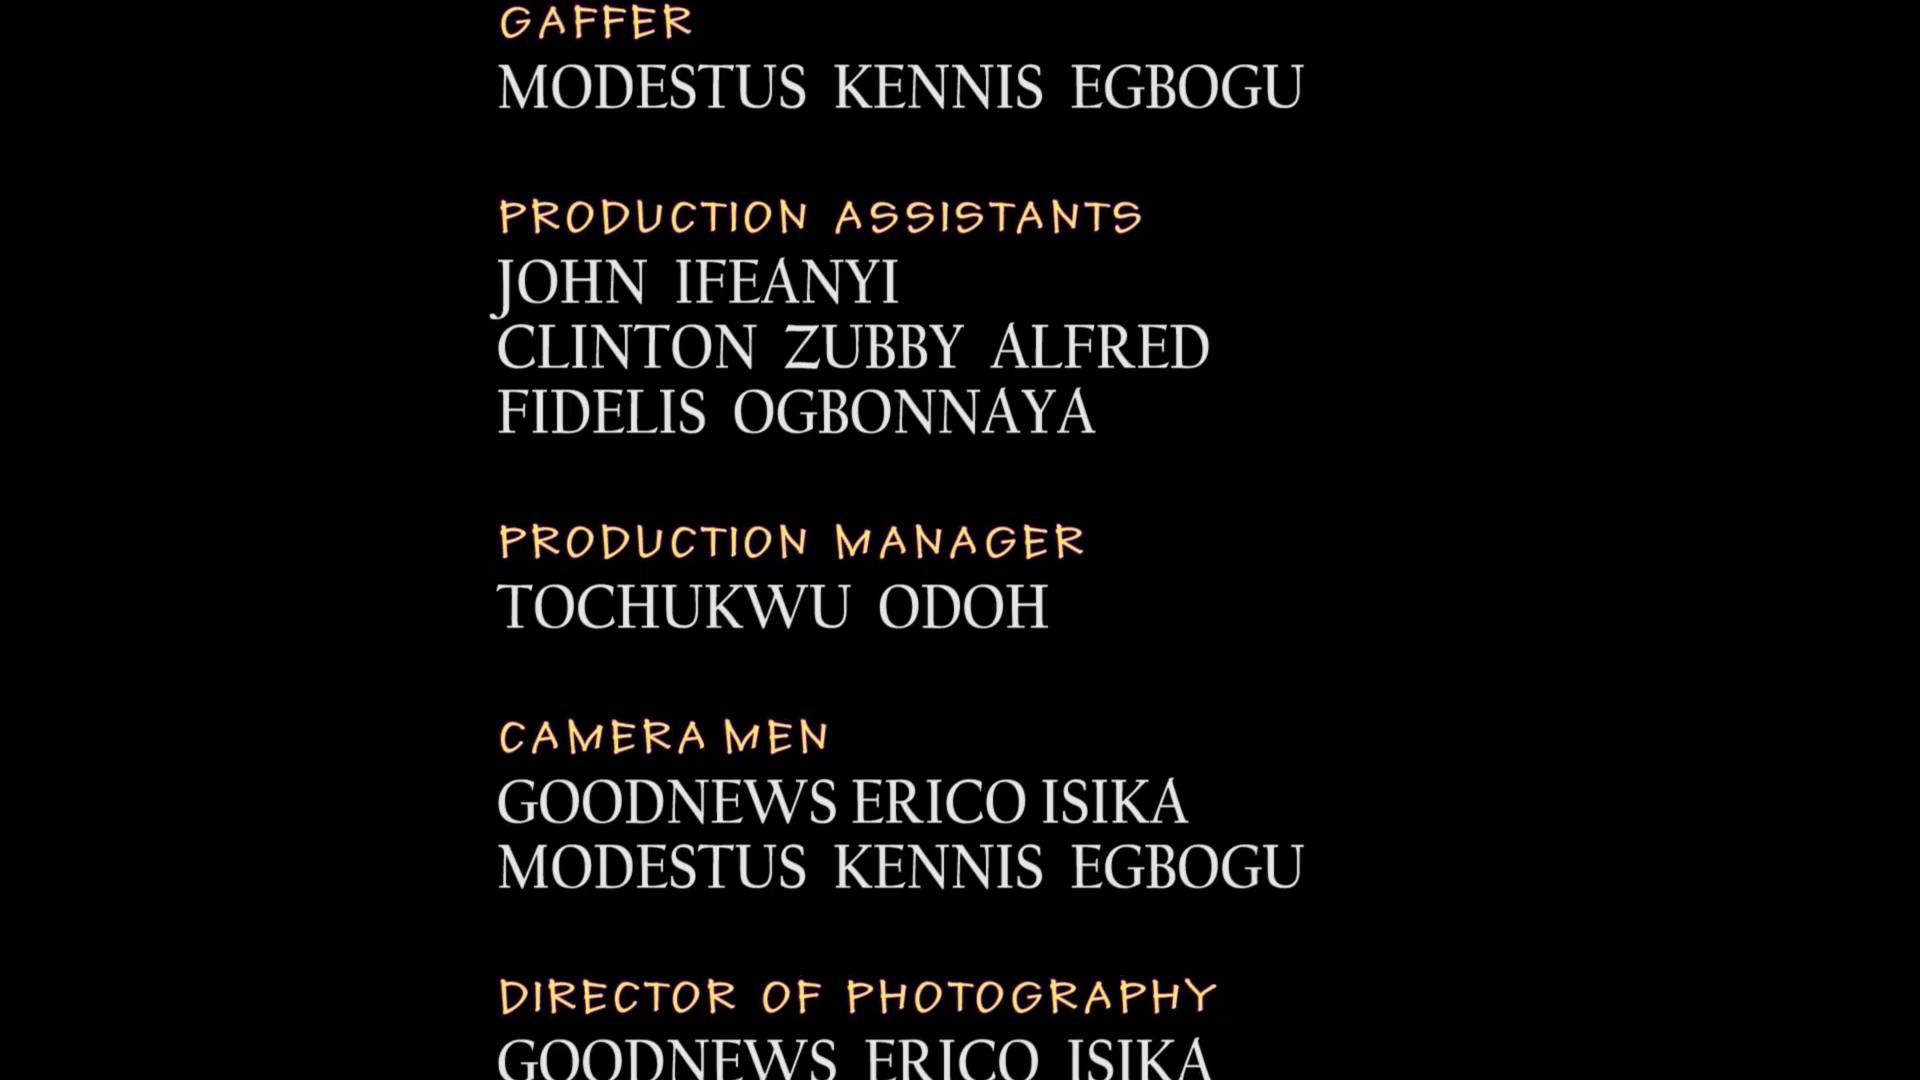 GAFFER
MODESTUS KENNIS EGBOGU
PRODUCTION ASSISTANTS
JOHN IFEANYI
CLINTON ZUBBY ALFRED
FIDELIS OGBONNAYA
PRODUCTION MANAGER
TOCHUKWU ODOH
CAMERA MEN
GOODNEWS ERICO ISIKA
MODESTUS KENNIS EGBOGU
DIRECTOR OF PHOTOGRAPHY
GOODNEWS ERICO ISIKA